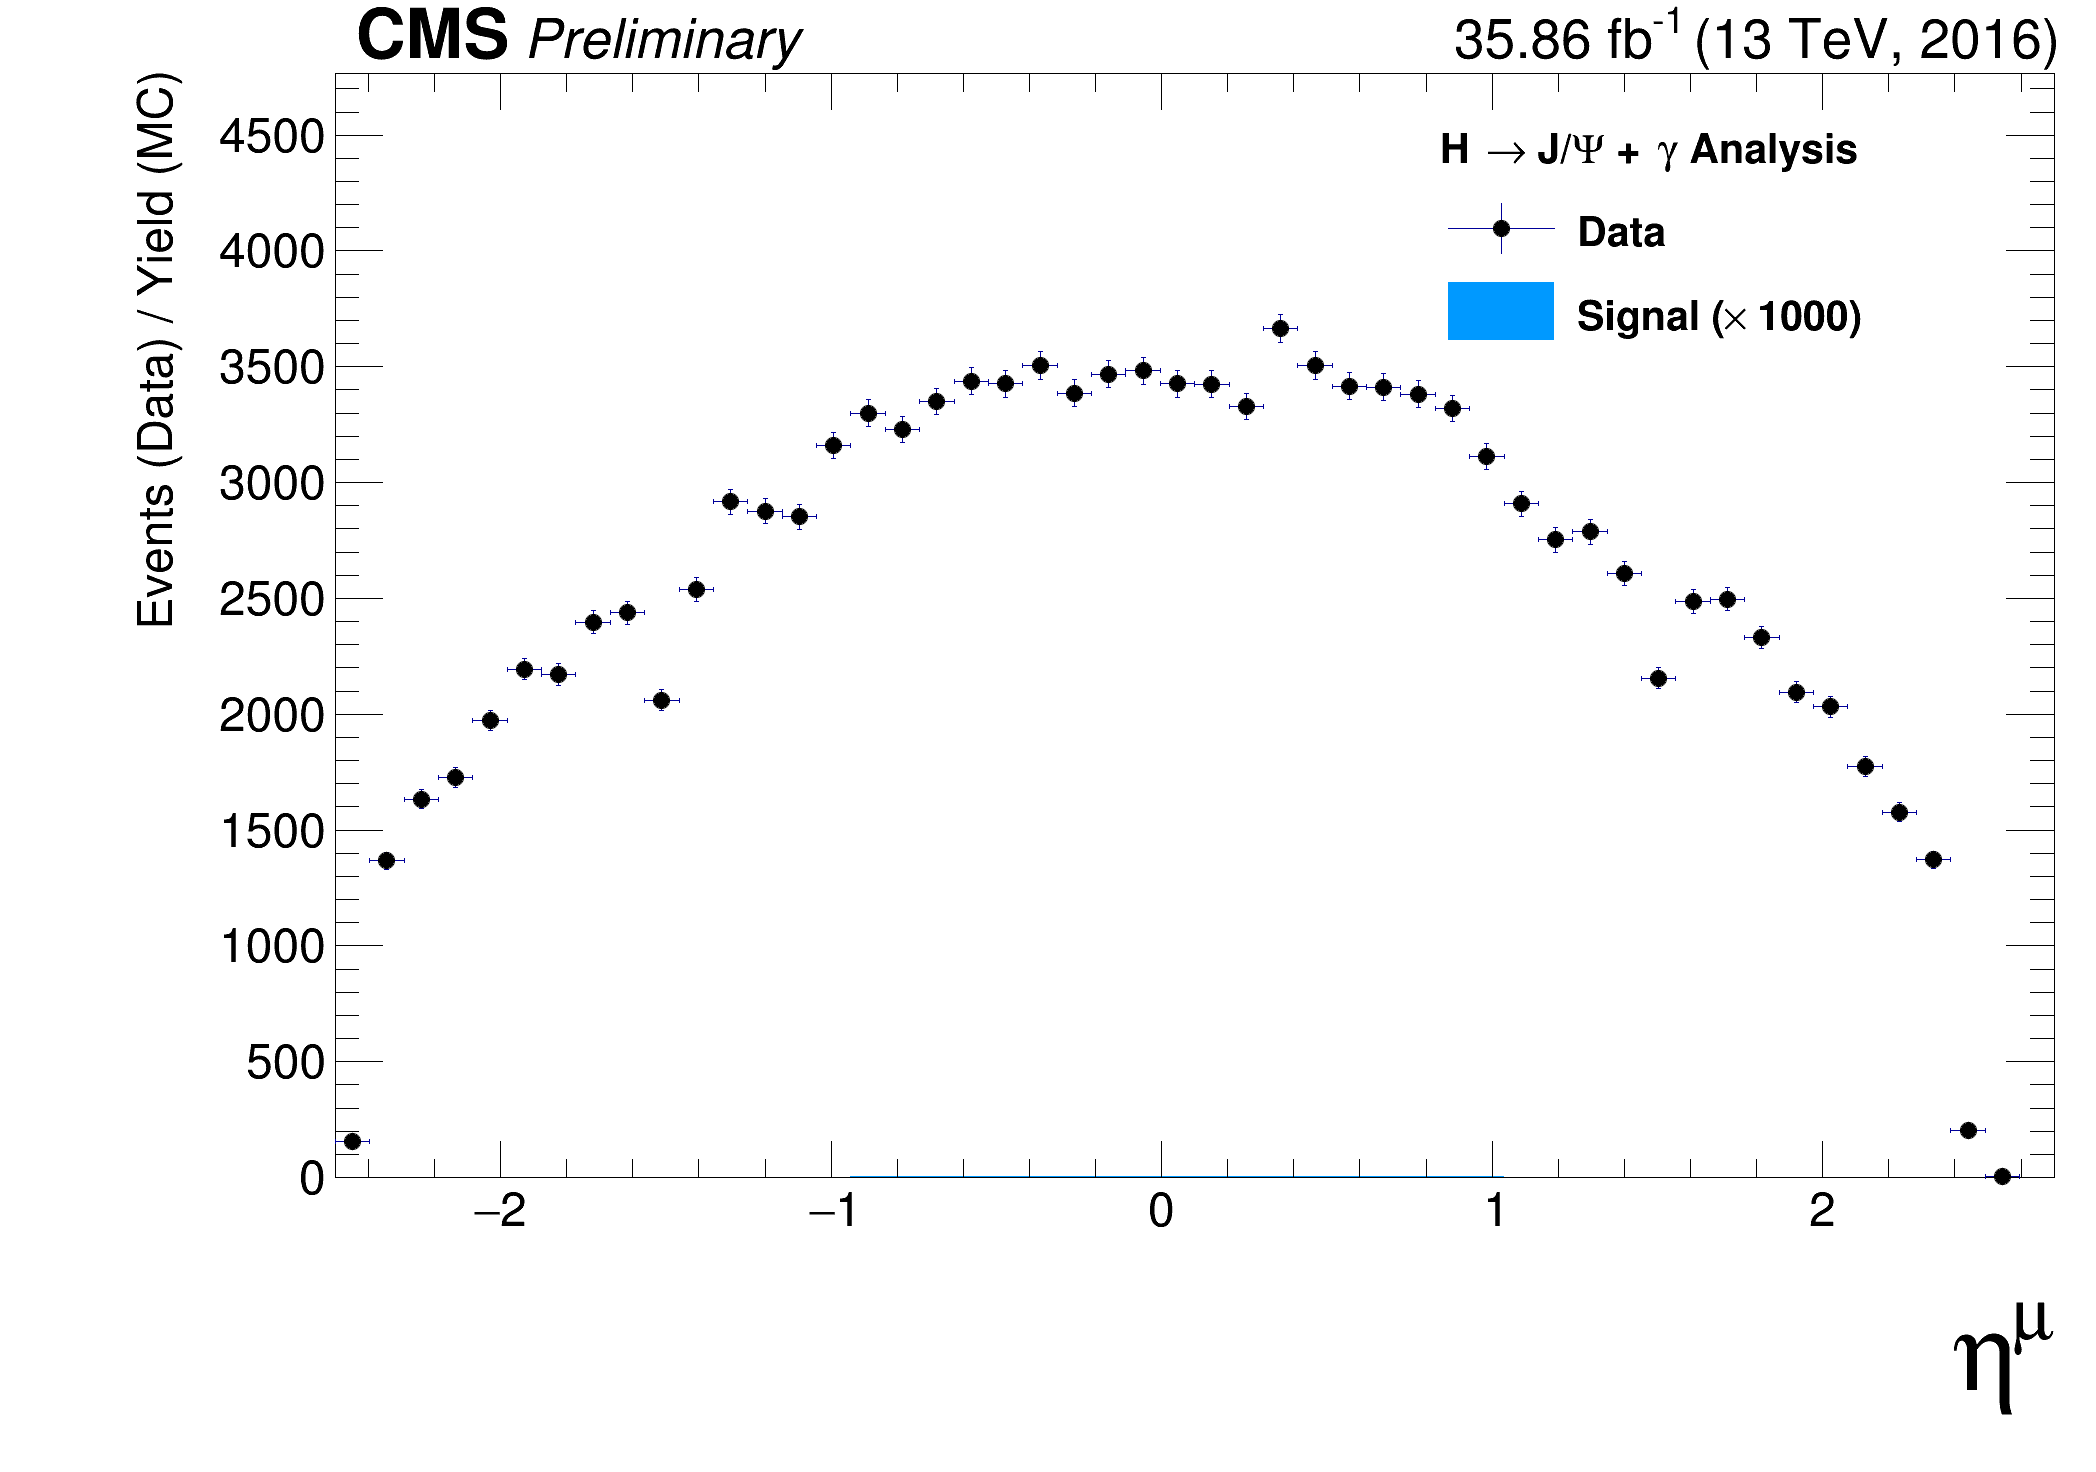 CMS Preliminary
35.86 fb⁻¹ (13 TeV, 2016)
Events (Data) / Yield (MC)
H → J/Ψ + γ Analysis
Data
Signal (× 1000)
4500
4000
3500
3000
2500
2000
1500
1000
500
0
−2 −1 0 1 2
η^μ